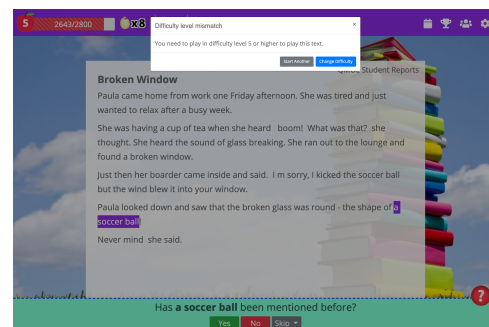 5 2643/2800 x8
Difficulty level mismatch ×
You need to play in difficulty level 5 or higher to play this text.
Start Another Change Difficulty
Student Reports
Broken Window
Paula came home from work one Friday afternoon. She was tired and just
wanted to relax after a busy week.
She was having a cup of tea when she heard boom! What was that? she
thought. She heard the sound of glass breaking. She ran out to the lounge and
found a broken window.
Just then her boarder came inside and said. I m sorry, I kicked the soccer ball
but the wind blew it into your window.
Paula looked down and saw that the broken glass was round - the shape of a
soccer ball!
Never mind she said.
?
Has a soccer ball been mentioned before?
Yes No Skip